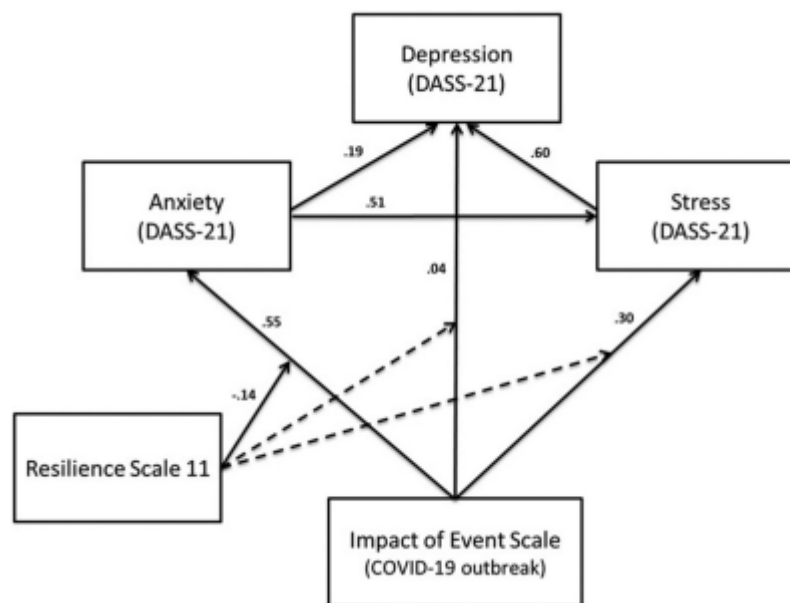 Depression
(DASS-21)
.19
.60
Anxiety
(DASS-21)
.51
Stress
(DASS-21)
.04
.55
.30
-.14
Resilience Scale 11
Impact of Event Scale
(COVID-19 outbreak)